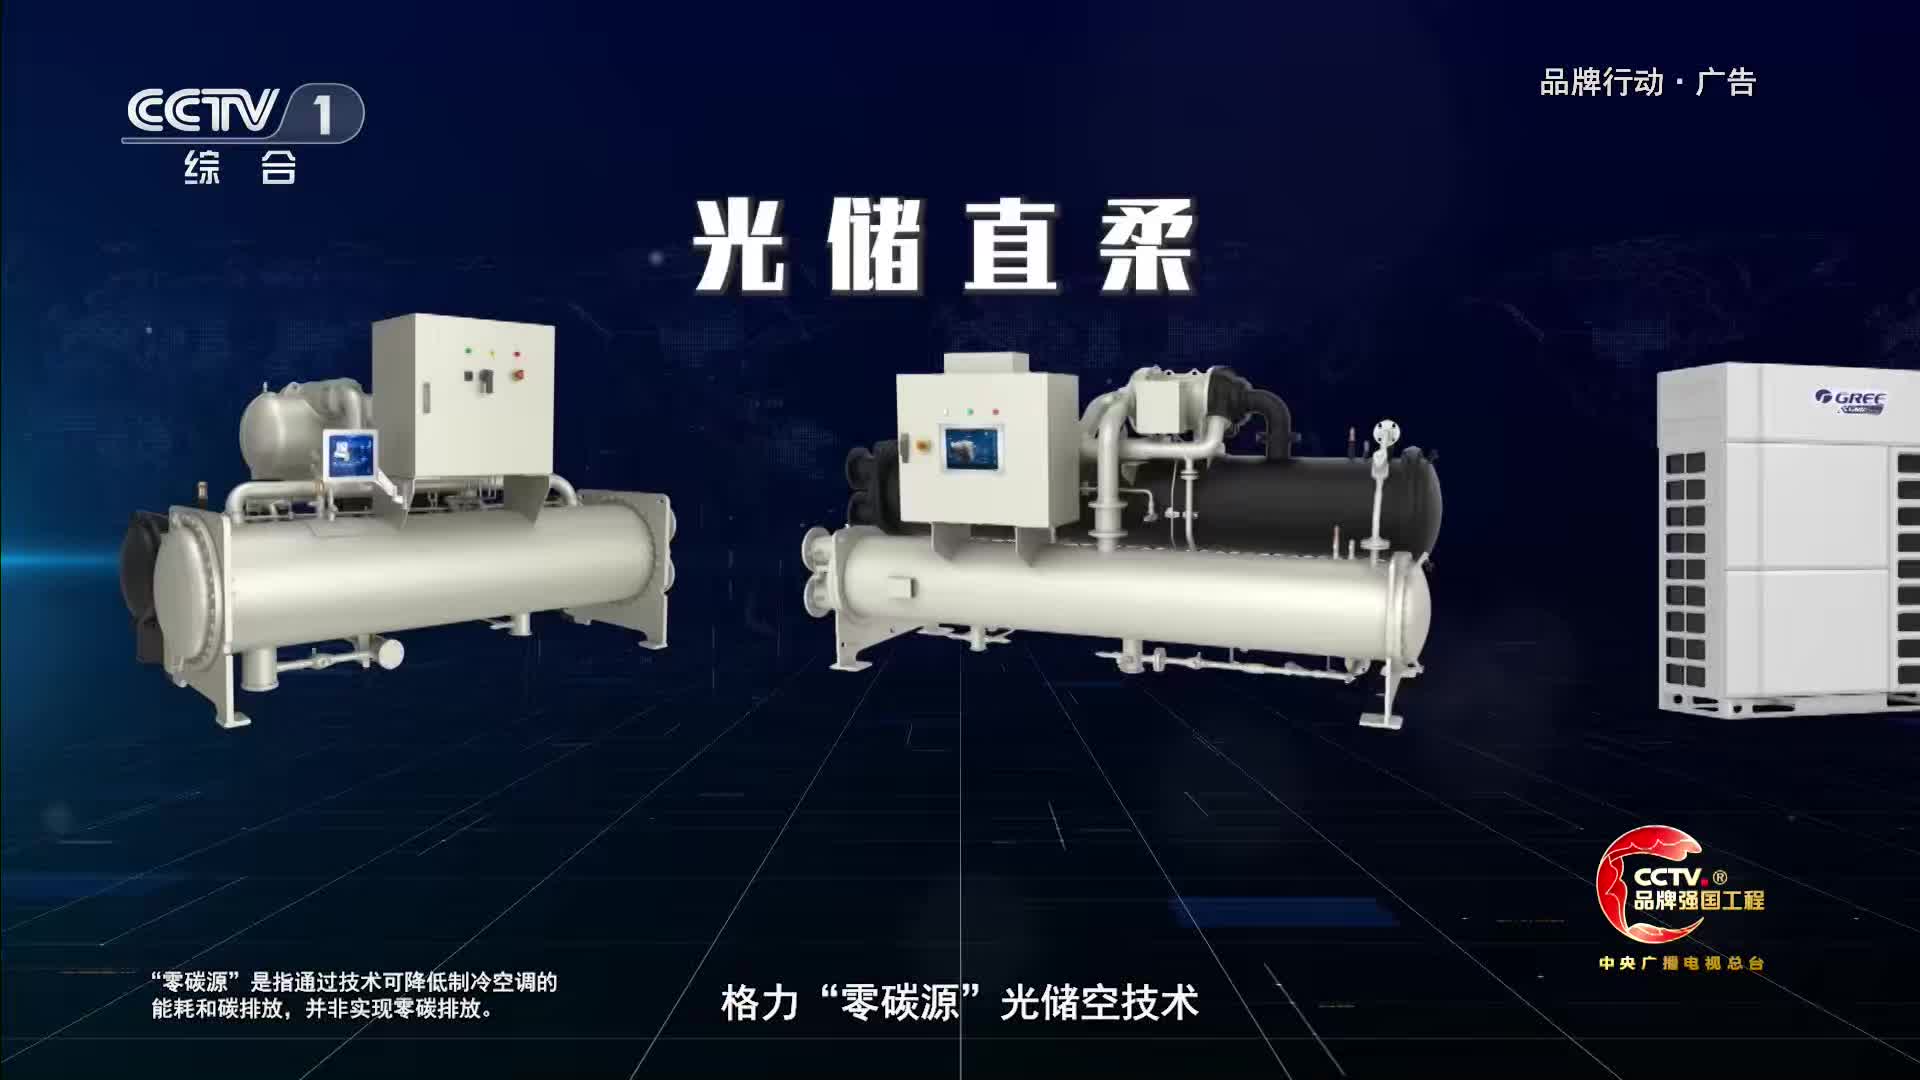 CCTV 1
综合
品牌行动·广告
光储直柔
GREE
CCTV®
品牌强国工程
中央广播电视总台
“零碳源”是指通过技术可降低制冷空调的
能耗和碳排放，并非实现零碳排放。
格力“零碳源”光储空技术